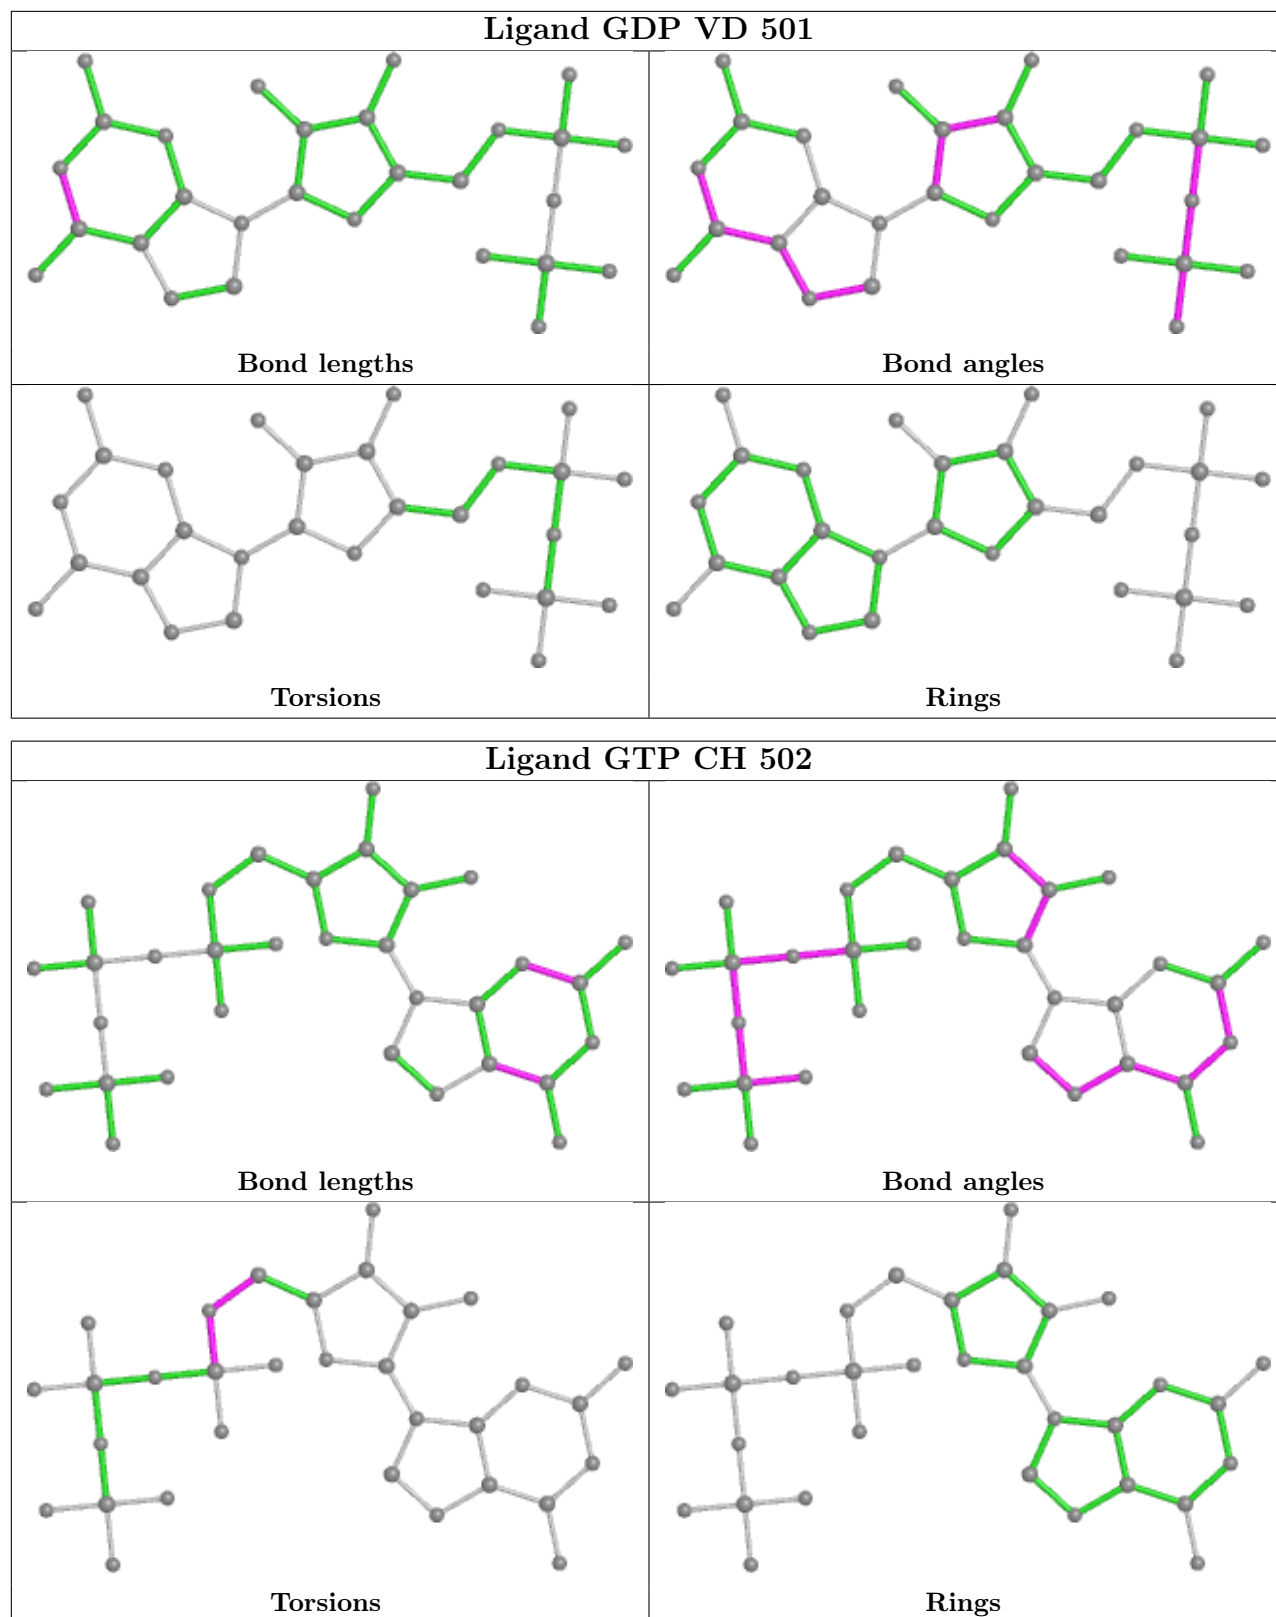 Ligand GDP VD 501
Bond lengths
Bond angles
Torsions
Rings
Ligand GTP CH 502
Bond lengths
Bond angles
Torsions
Rings